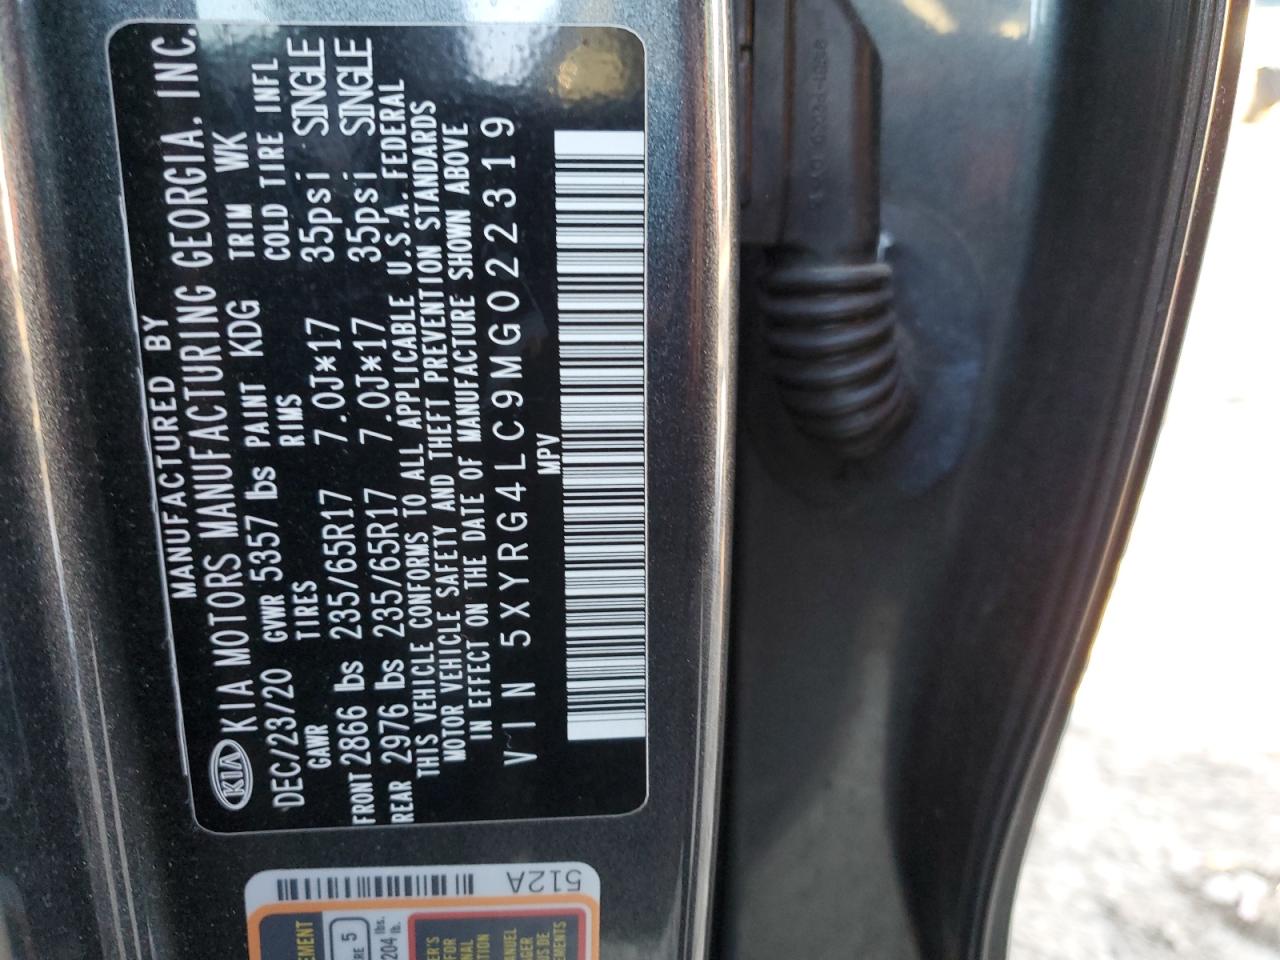 MANUFACTURED BY
KIA KIA MOTORS MANUFACTURING GEORGIA, INC.
DEC/23/20 GVWR 5357 lbs PAINT KDG TRIM WK
GAWR TIRES RIMS COLD TIRE INFL
FRONT 2866 lbs 235/65R17 7.0J*17 35psi SINGLE
REAR 2976 lbs 235/65R17 7.0J*17 35psi SINGLE
THIS VEHICLE CONFORMS TO ALL APPLICABLE U.S.A. FEDERAL
MOTOR VEHICLE SAFETY AND THEFT PREVENTION STANDARDS
IN EFFECT ON THE DATE OF MANUFACTURE SHOWN ABOVE
VIN 5XYRG4LC9MG022319
MPV
512A